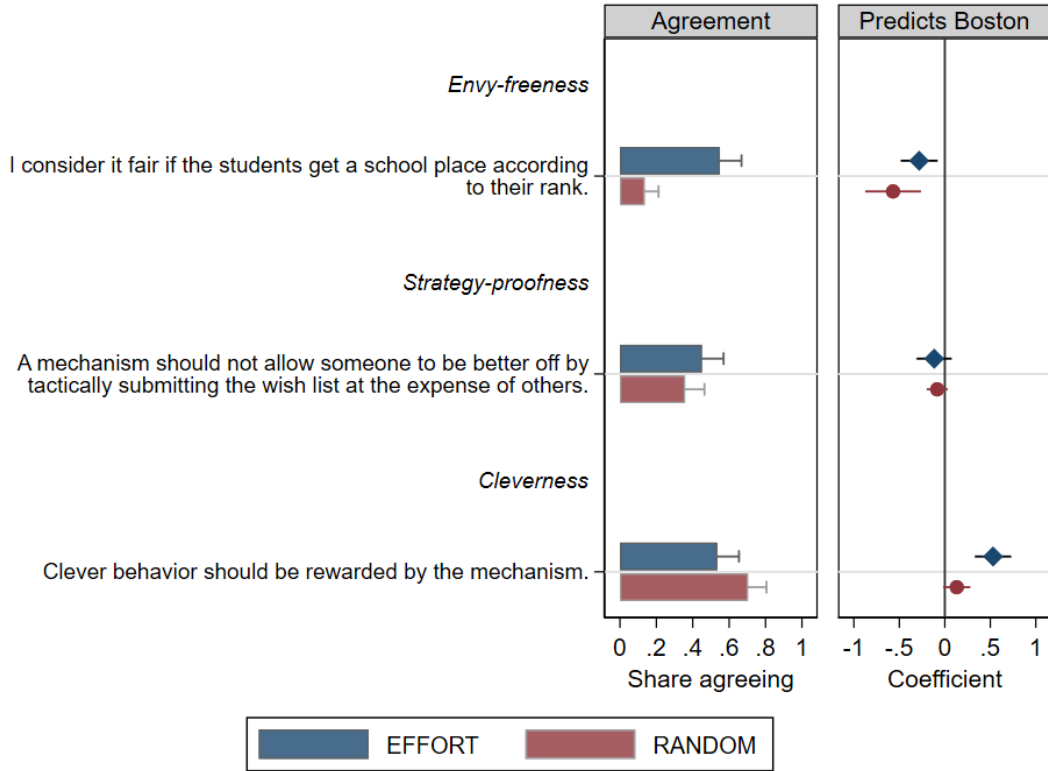 Agreement
Predicts Boston
Envy-freeness
I consider it fair if the students get a school place according
to their rank.
Strategy-proofness
A mechanism should not allow someone to be better off by
tactically submitting the wish list at the expense of others.
Cleverness
Clever behavior should be rewarded by the mechanism.
0 .2 .4 .6 .8 1
-1 -.5 0 .5 1
Share agreeing
Coefficient
EFFORT
RANDOM